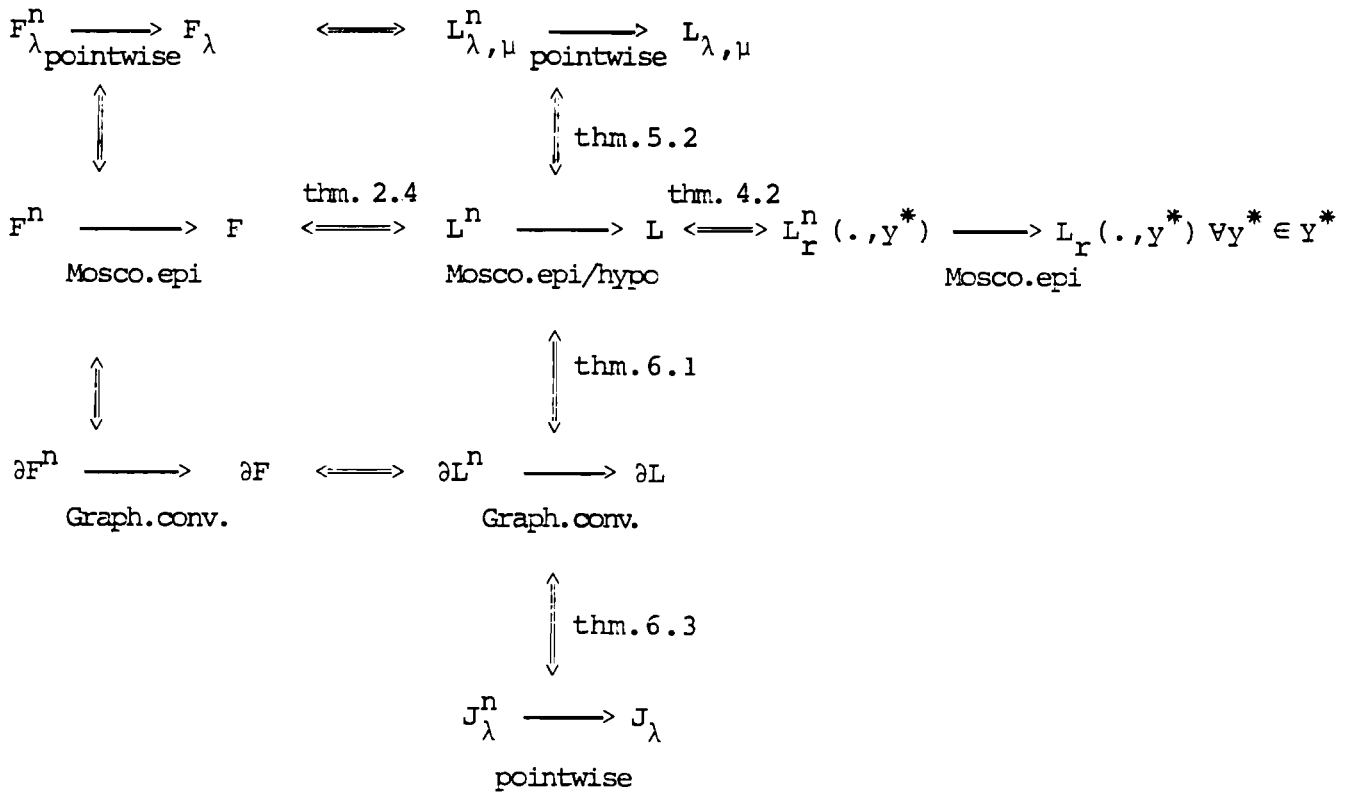 F^n_λ ⟶ F_λ ⟺ L^n_{λ,μ} ⟶ L_{λ,μ}
pointwise pointwise
thm.5.2
thm. 2.4 thm. 4.2
F^n ⟶ F ⟺ L^n ⟶ L ⟺ L^n_r (.,y*) ⟶ L_r(.,y*) ∀y* ∈ Y*
Mosco.epi Mosco.epi/hypo Mosco.epi
thm.6.1
∂F^n ⟶ ∂F ⟺ ∂L^n ⟶ ∂L
Graph.conv. Graph.conv.
thm.6.3
J^n_λ ⟶ J_λ
pointwise